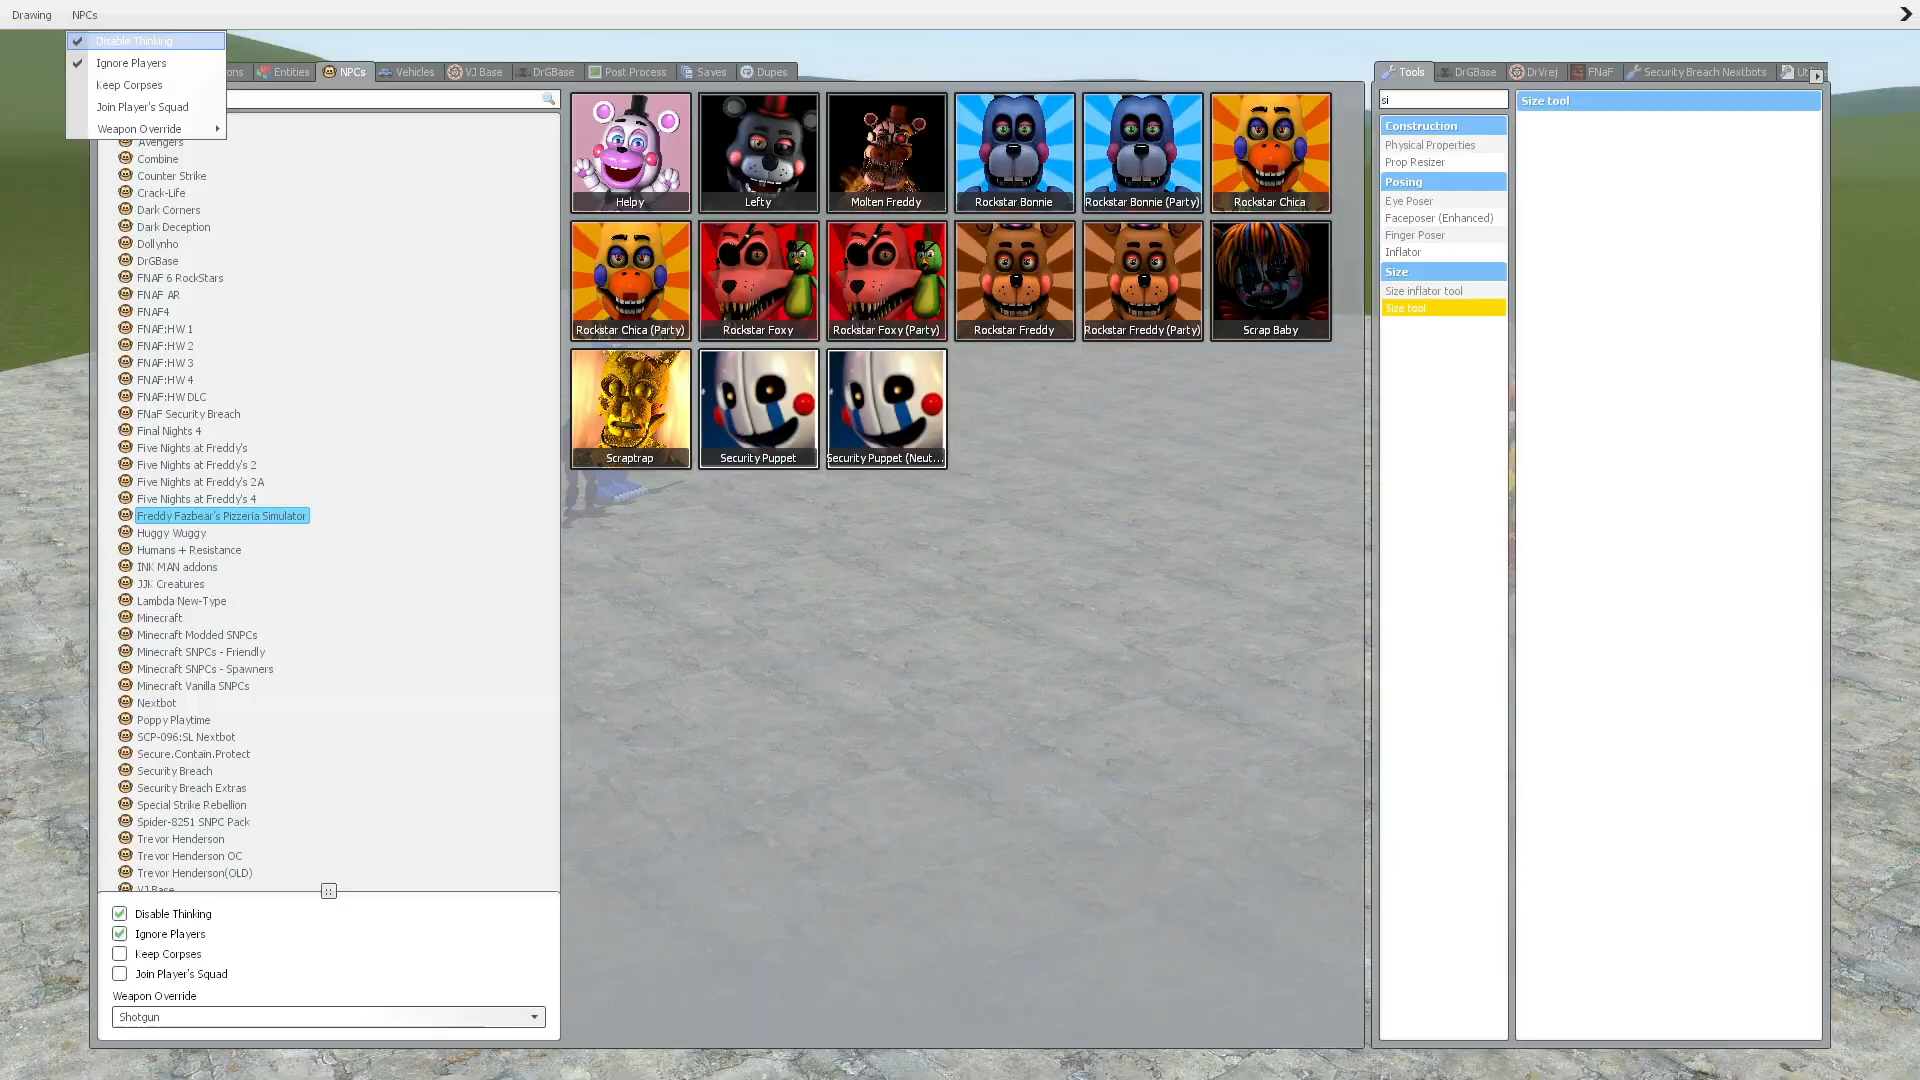 Drawing
NPCs
Disable Thinking
Ignore Players
Keep Corpses
Join Player's Squad
Weapon Override
ons
Entities
NPCs
Vehicles
VJ Base
DrGBase
Post Process
Saves
Dupes
Avengers
Combine
Counter Strike
Crack-Life
Dark Corners
Dark Deception
Dollynho
DrGBase
FNAF 6 RockStars
FNAF AR
FNAF4
FNAF:HW 1
FNAF:HW 2
FNAF:HW 3
FNAF:HW 4
FNAF:HW DLC
FNaF Security Breach
Final Nights 4
Five Nights at Freddy's
Five Nights at Freddy's 2
Five Nights at Freddy's 2A
Five Nights at Freddy's 4
Freddy Fazbear's Pizzeria Simulator
Huggy Wuggy
Humans + Resistance
INK MAN addons
JJK Creatures
Lambda New-Type
Minecraft
Minecraft Modded SNPCs
Minecraft SNPCs - Friendly
Minecraft SNPCs - Spawners
Minecraft Vanilla SNPCs
Nextbot
Poppy Playtime
SCP-096:SL Nextbot
Secure.Contain.Protect
Security Breach
Security Breach Extras
Special Strike Rebellion
Spider-8251 SNPC Pack
Trevor Henderson
Trevor Henderson OC
Trevor Henderson(OLD)
VJ Base
Disable Thinking
Ignore Players
Keep Corpses
Join Player's Squad
Weapon Override
Shotgun
Helpy
Lefty
Molten Freddy
Rockstar Bonnie
Rockstar Bonnie (Party)
Rockstar Chica
Rockstar Chica (Party)
Rockstar Foxy
Rockstar Foxy (Party)
Rockstar Freddy
Rockstar Freddy (Party)
Scrap Baby
Scraptrap
Security Puppet
Security Puppet (Neut...
Tools
DrGBase
DrVrej
FNaF
Security Breach Nextbots
Uti
si
Construction
Physical Properties
Prop Resizer
Posing
Eye Poser
Faceposer (Enhanced)
Finger Poser
Inflator
Size
Size inflator tool
Size tool
Size tool